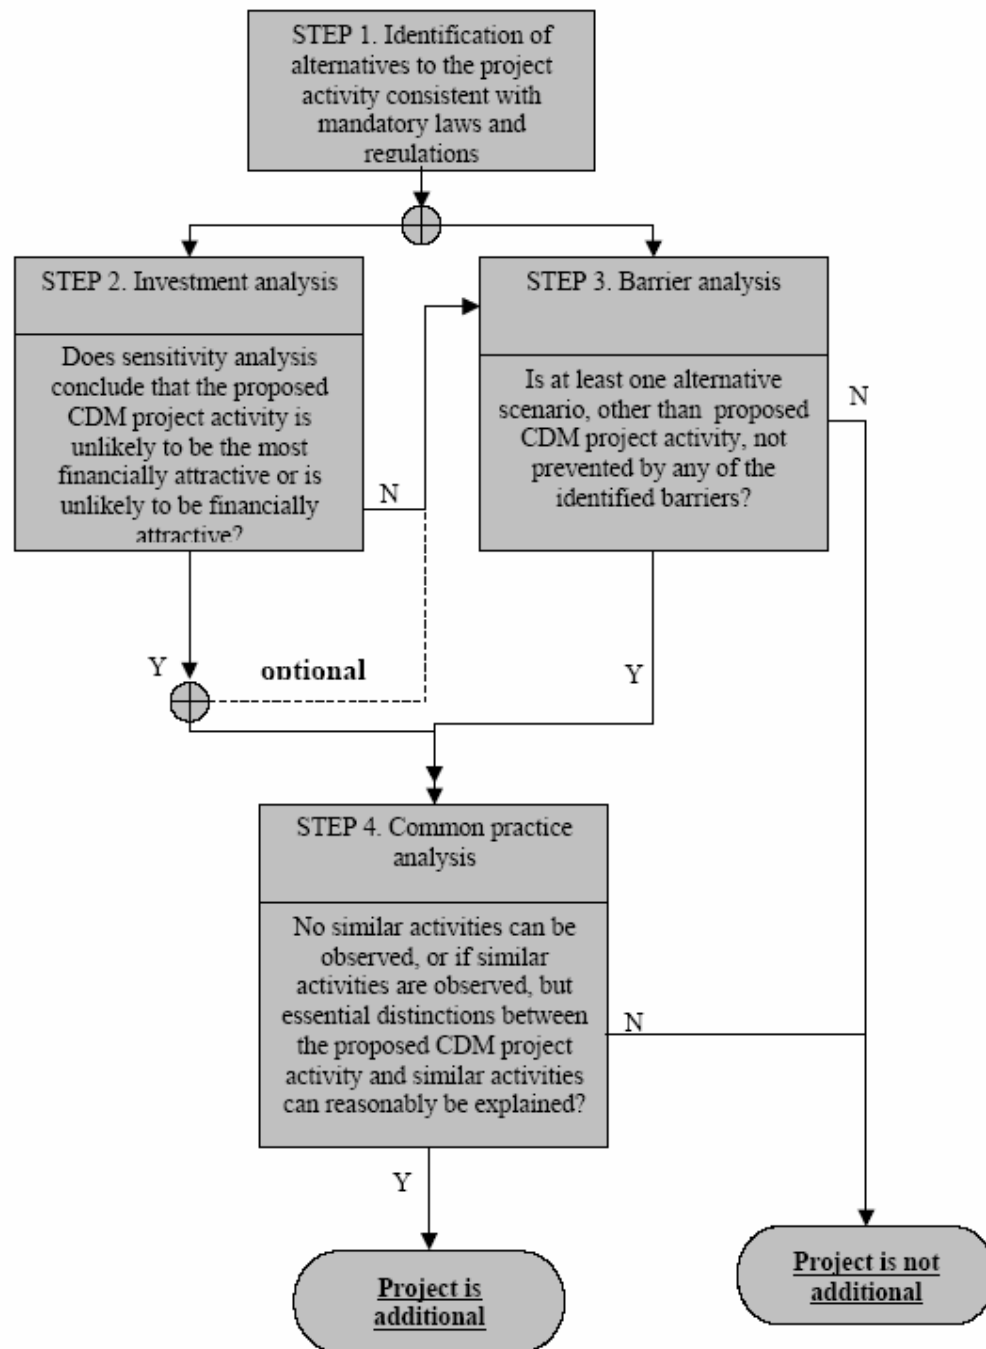 STEP 1. Identification of
alternatives to the project
activity consistent with
mandatory laws and
regulations
STEP 2. Investment analysis
Does sensitivity analysis
conclude that the proposed
CDM project activity is
unlikely to be the most
financially attractive or is
unlikely to be financially
attractive?
N
STEP 3. Barrier analysis
Is at least one alternative
scenario, other than proposed
CDM project activity, not
prevented by any of the
identified barriers?
N
Y
optional
Y
STEP 4. Common practice
analysis
No similar activities can be
observed, or if similar
activities are observed, but
essential distinctions between
the proposed CDM project
activity and similar activities
can reasonably be explained?
N
Y
Project is
additional
Project is not
additional